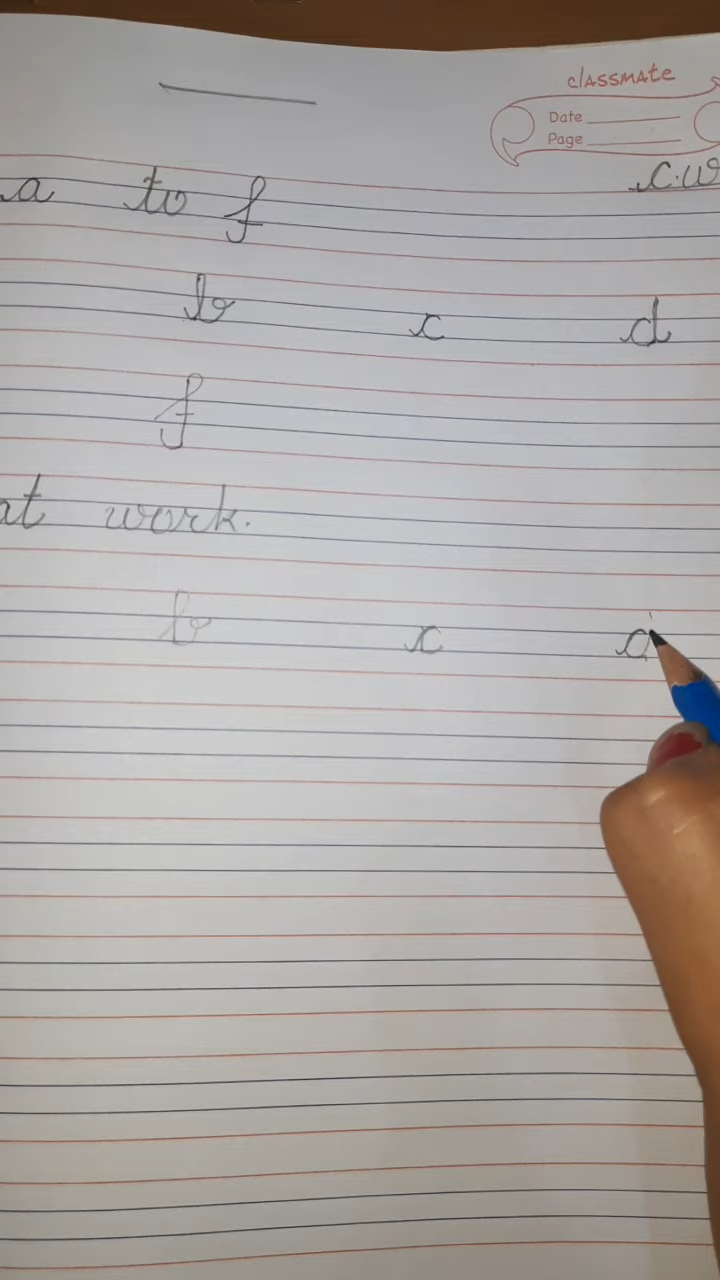 classmate
Date
Page
c.w
a to f
b c d
f
at work.
b c